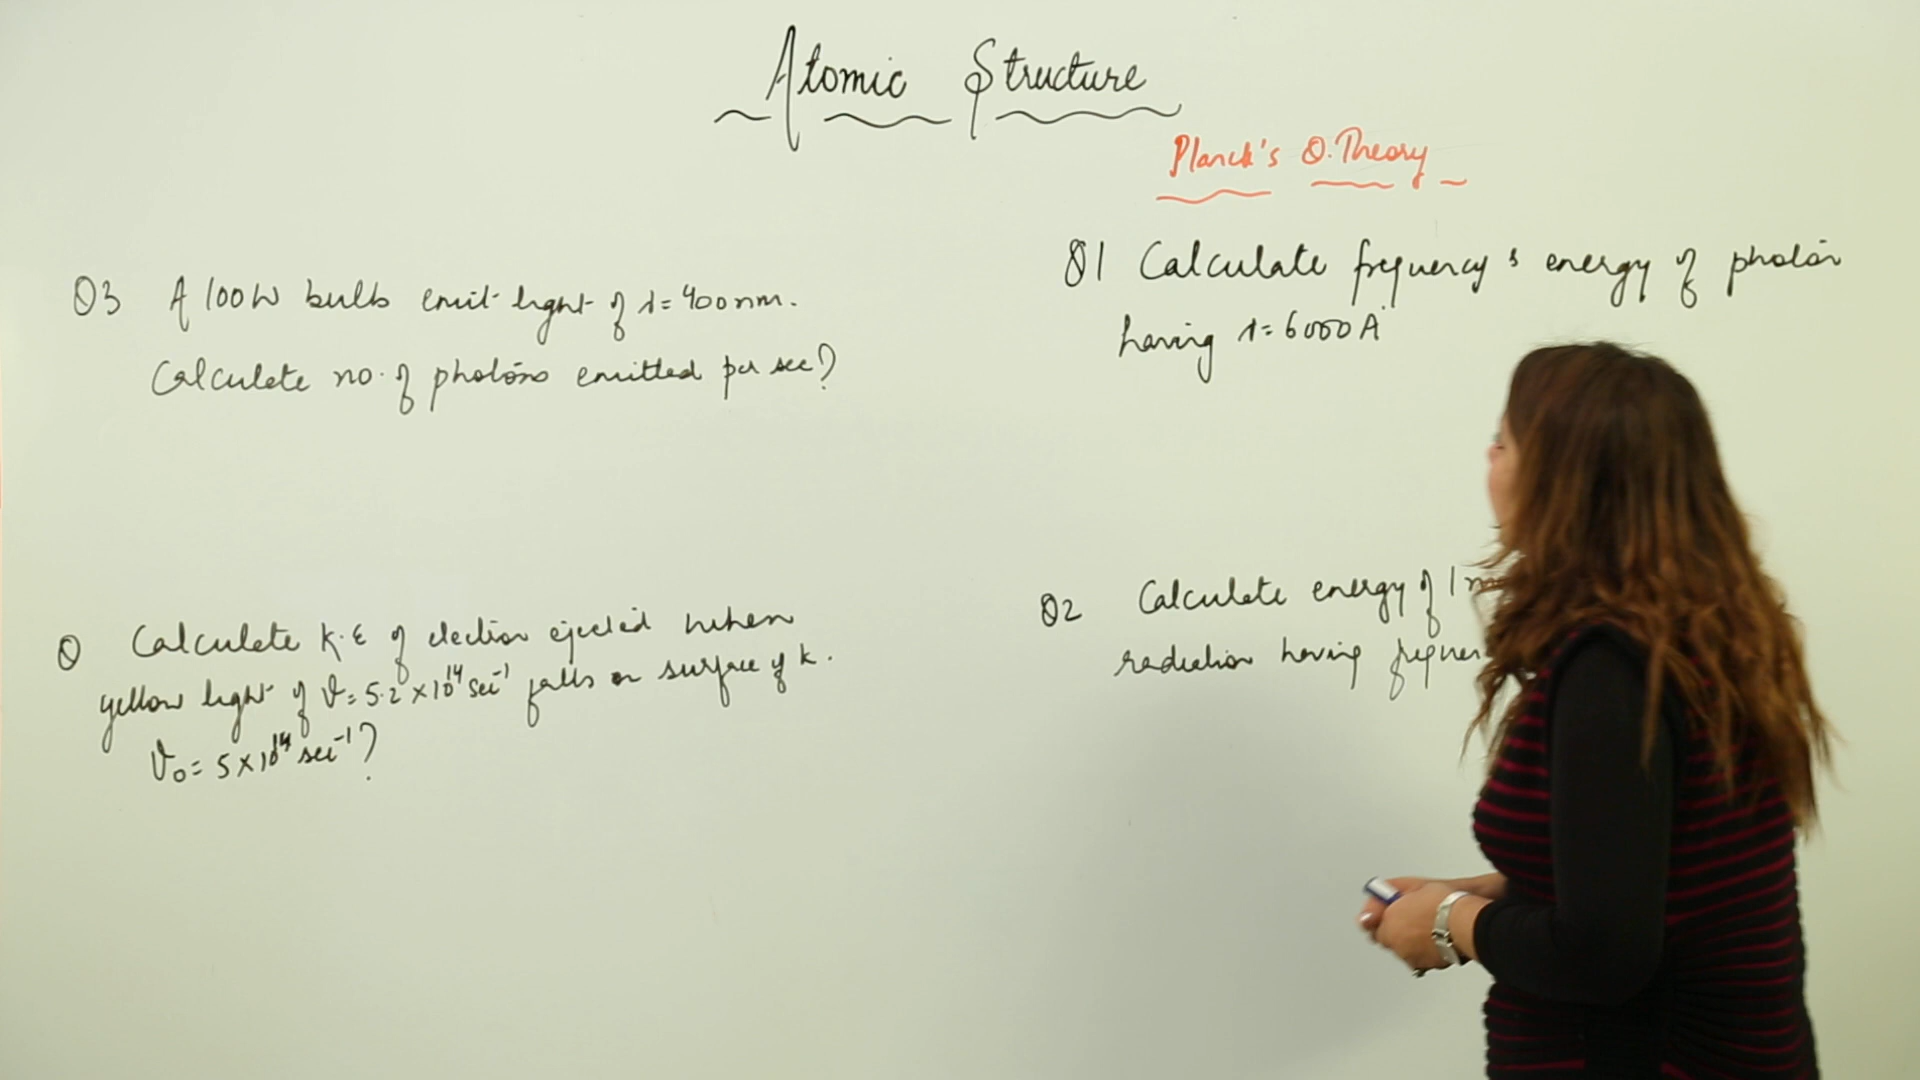 Atomic Structure
Planck's Q. Theory
Q1 Calculate frequency & energy of photon
having λ = 6000 A°
Q2 Calculate energy of 1
radiation having
Q3 A 100W bulb emit light of λ = 400 nm.
Calculate no. of photons emitted per sec?
Q Calculate K.E of electron ejected when
yellow light of ν = 5.2 × 10¹⁴ sec⁻¹ falls on surface of K.
ν₀ = 5 × 10¹⁴ sec⁻¹ ?